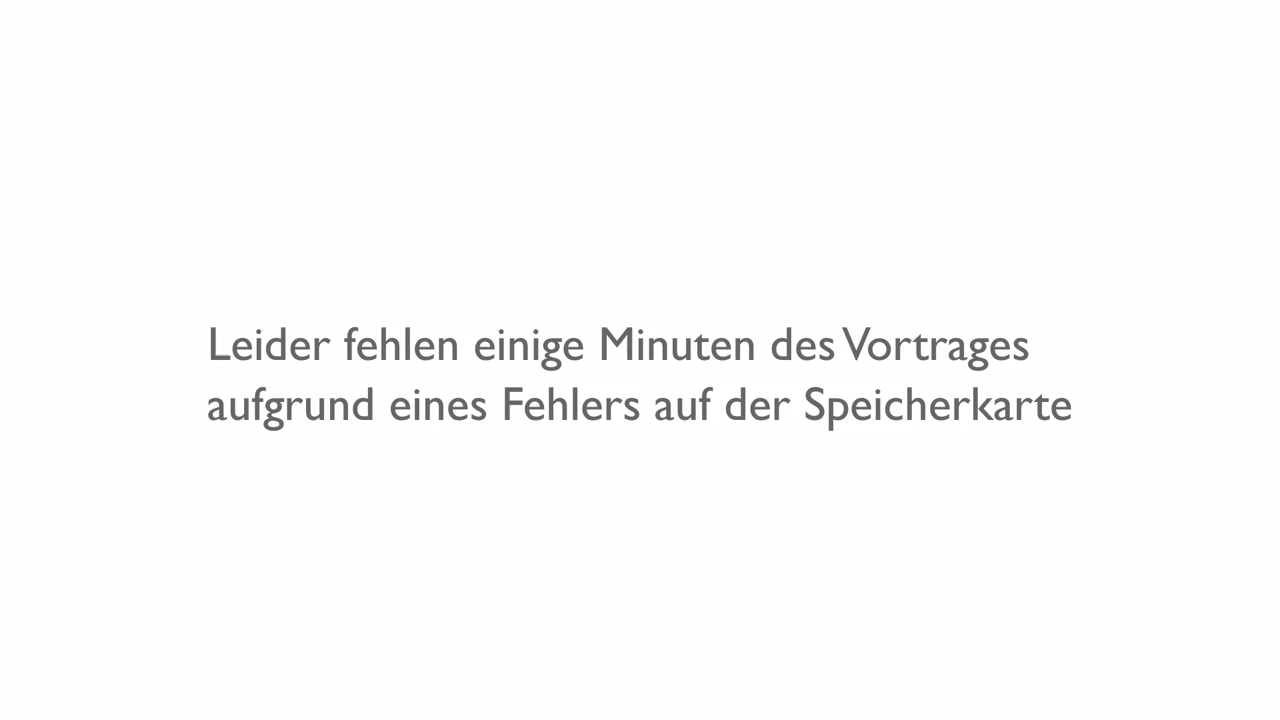 Leider fehlen einige Minuten des Vortrages
aufgrund eines Fehlers auf der Speicherkarte